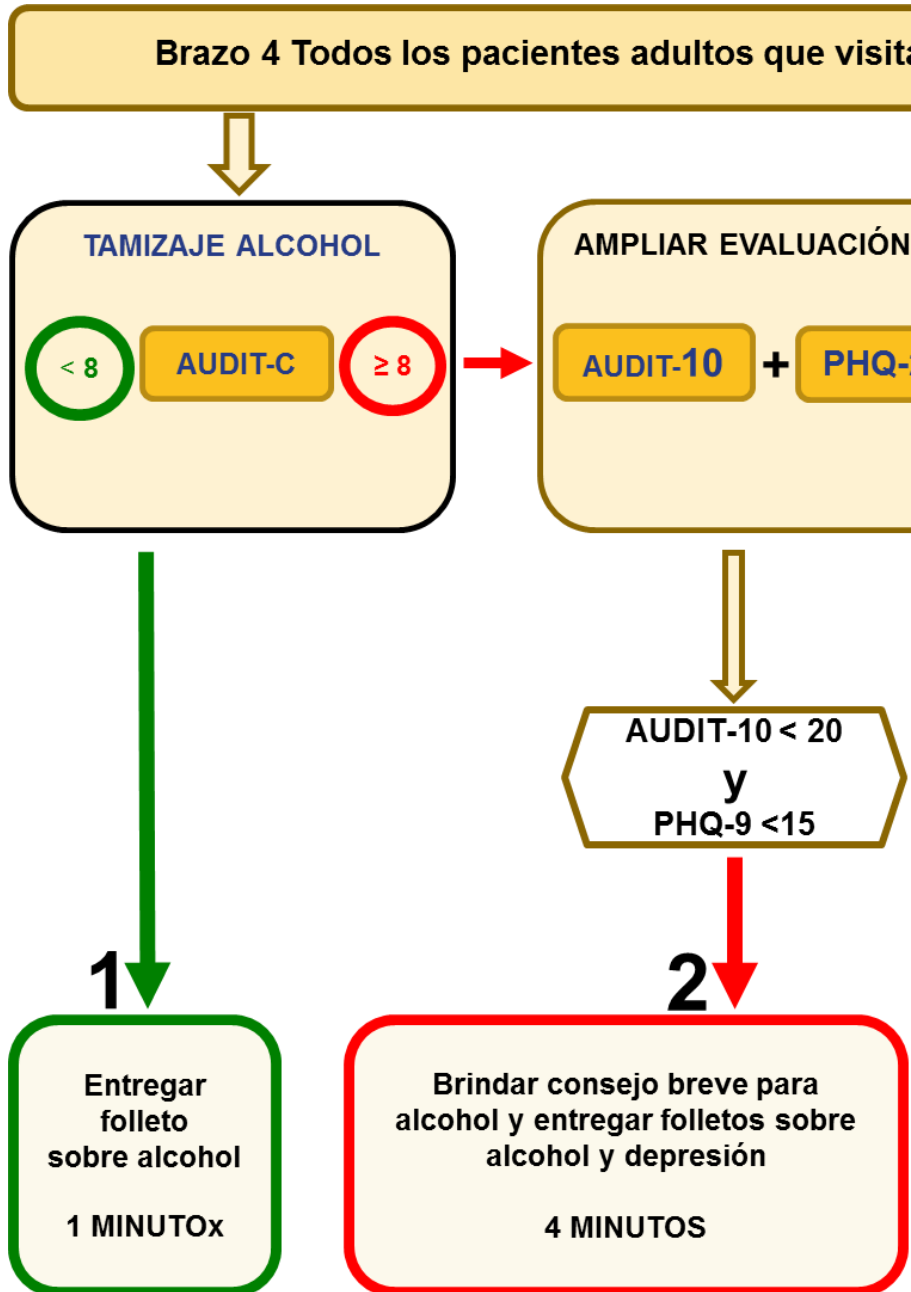 Brazo 4 Todos los pacientes adultos que
TAMIZAJE ALCOHOL
< 8
AUDIT-C
≥ 8
AMPLIAR EVALUACIÓN
AUDIT-10 + PHQ-
AUDIT-10 < 20
y
PHQ-9 <15
1
Entregar
folleto
sobre alcohol
1 MINUTOx
2
Brindar consejo breve para
alcohol y entregar folletos sobre
alcohol y depresión
4 MINUTOS